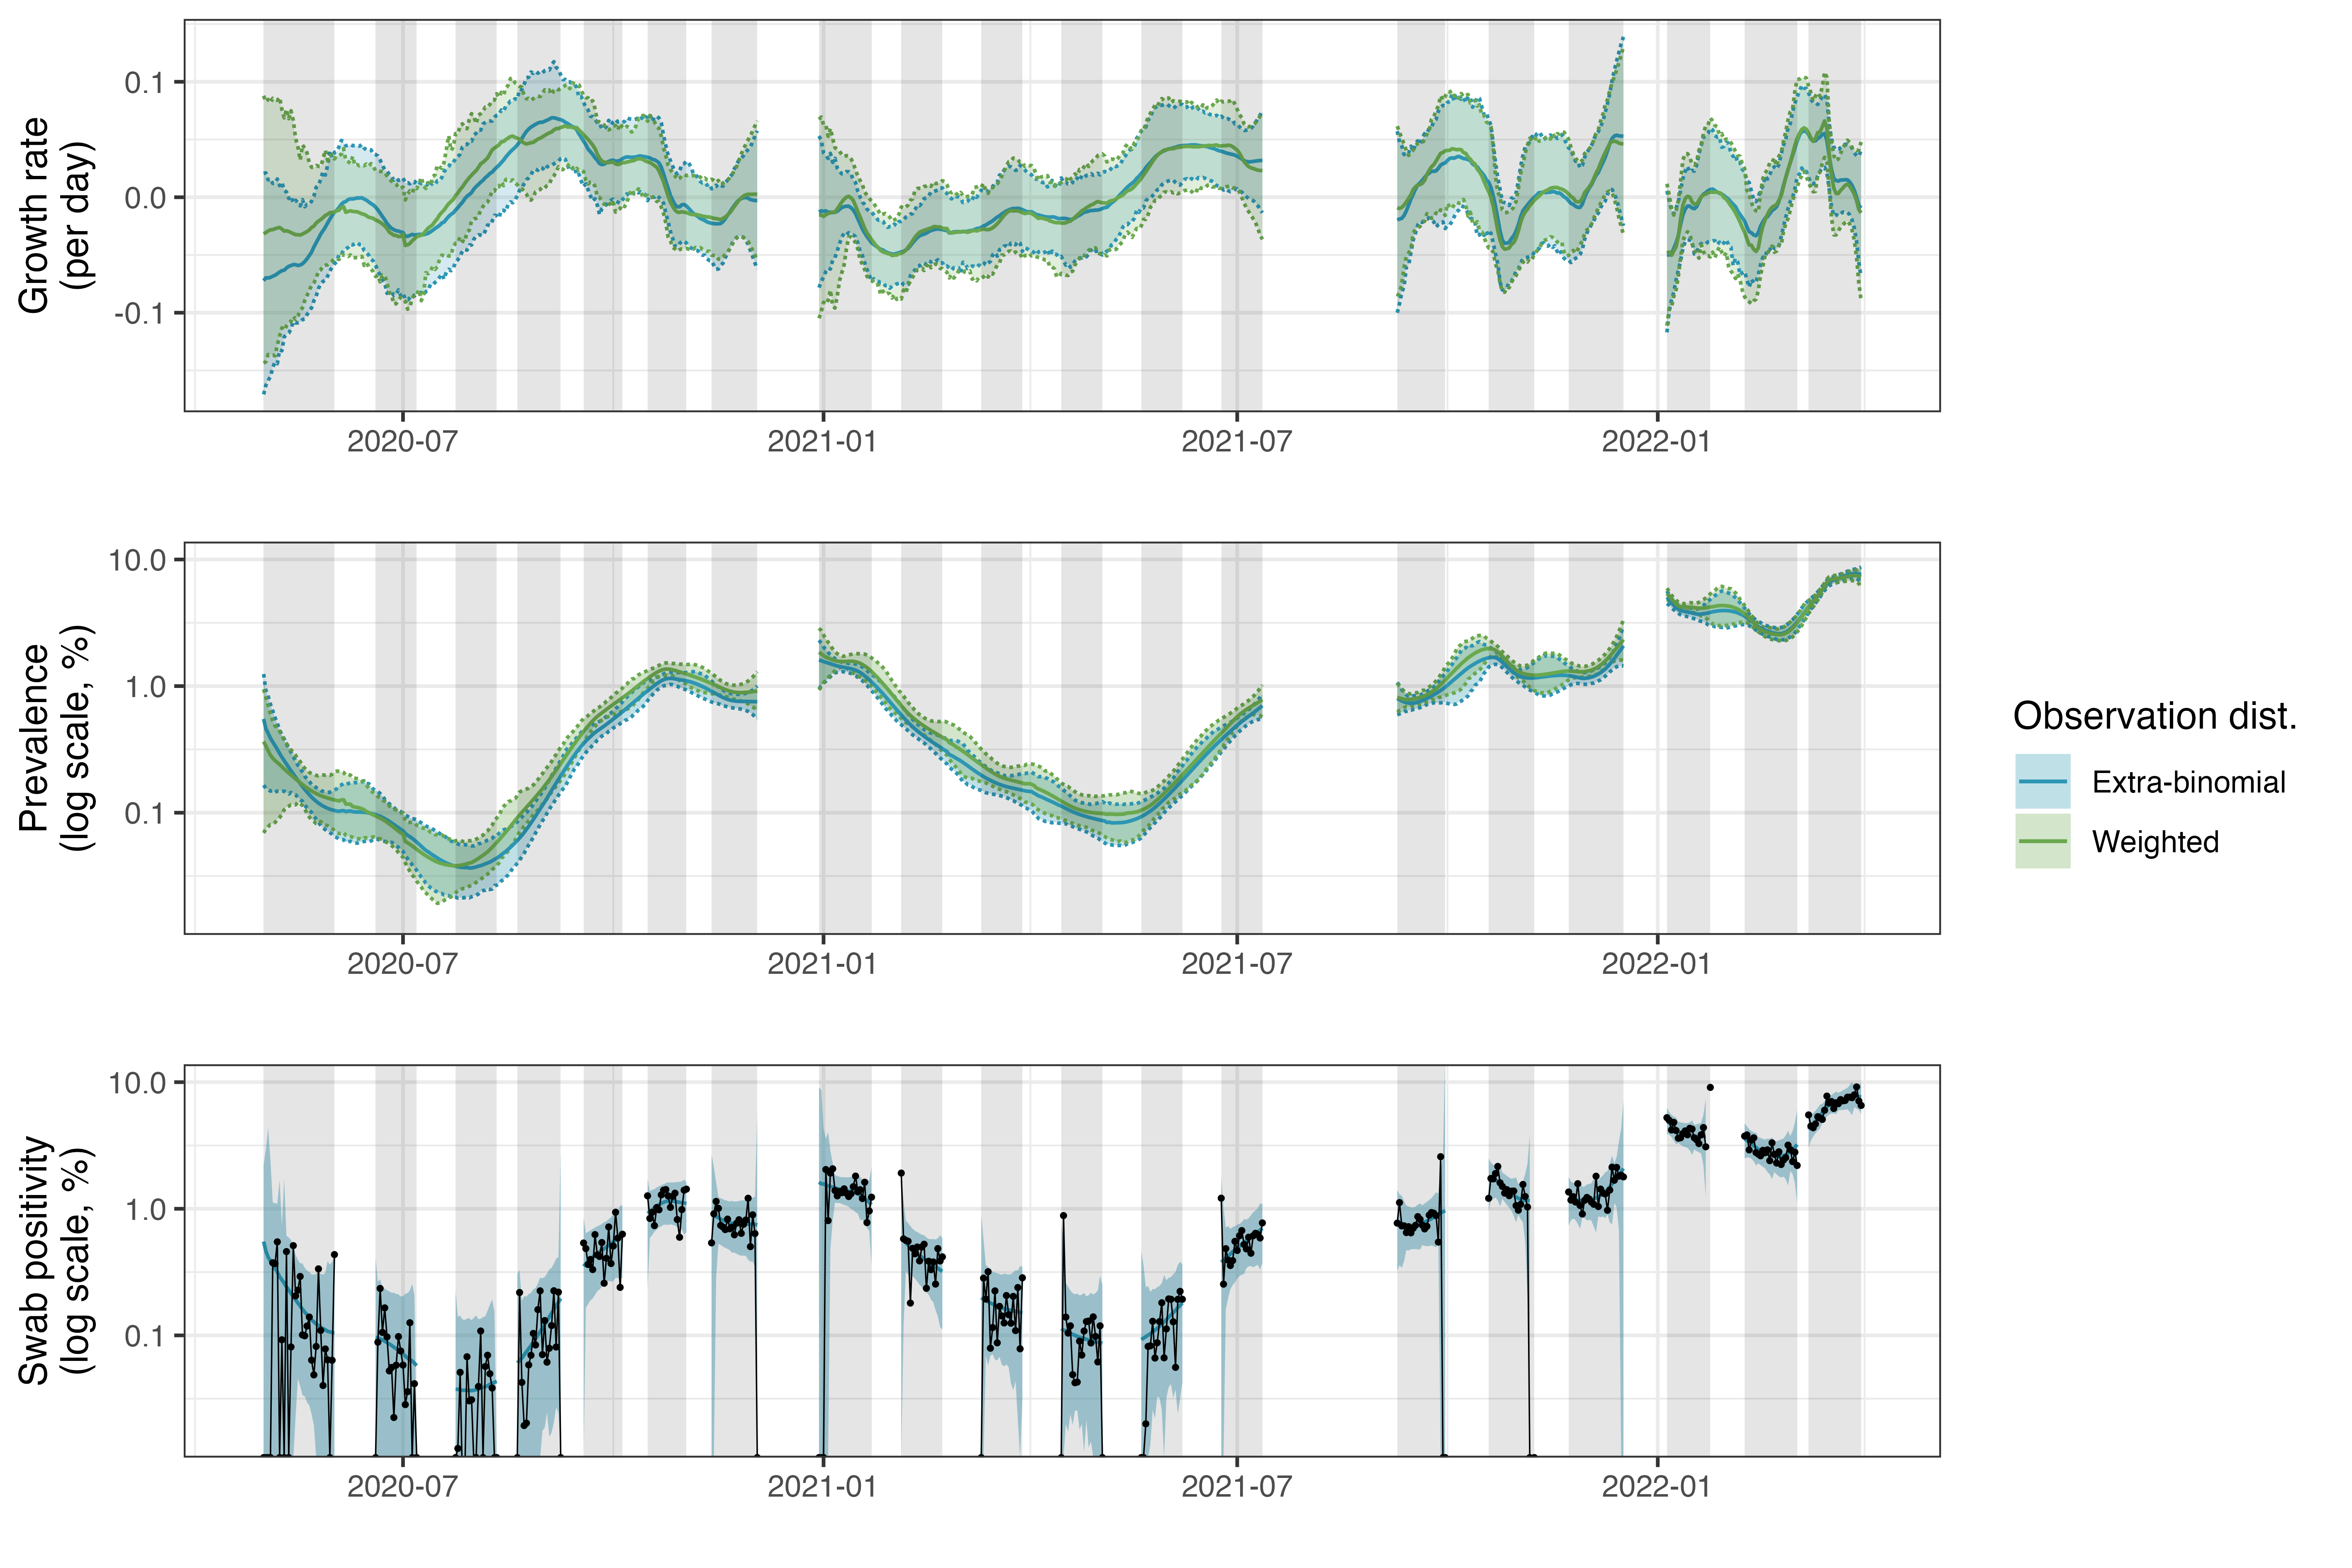 Growth rate
(per day)
0.1
0.0
-0.1
2020-07
2021-01
2021-07
2022-01
Prevalence
(log scale, %)
10.0
1.0
0.1
2020-07
2021-01
2021-07
2022-01
Observation dist.
Extra-binomial
Weighted
Swab postivity
(log scale, %)
10.0
1.0
0.1
2020-07
2021-01
2021-07
2022-01